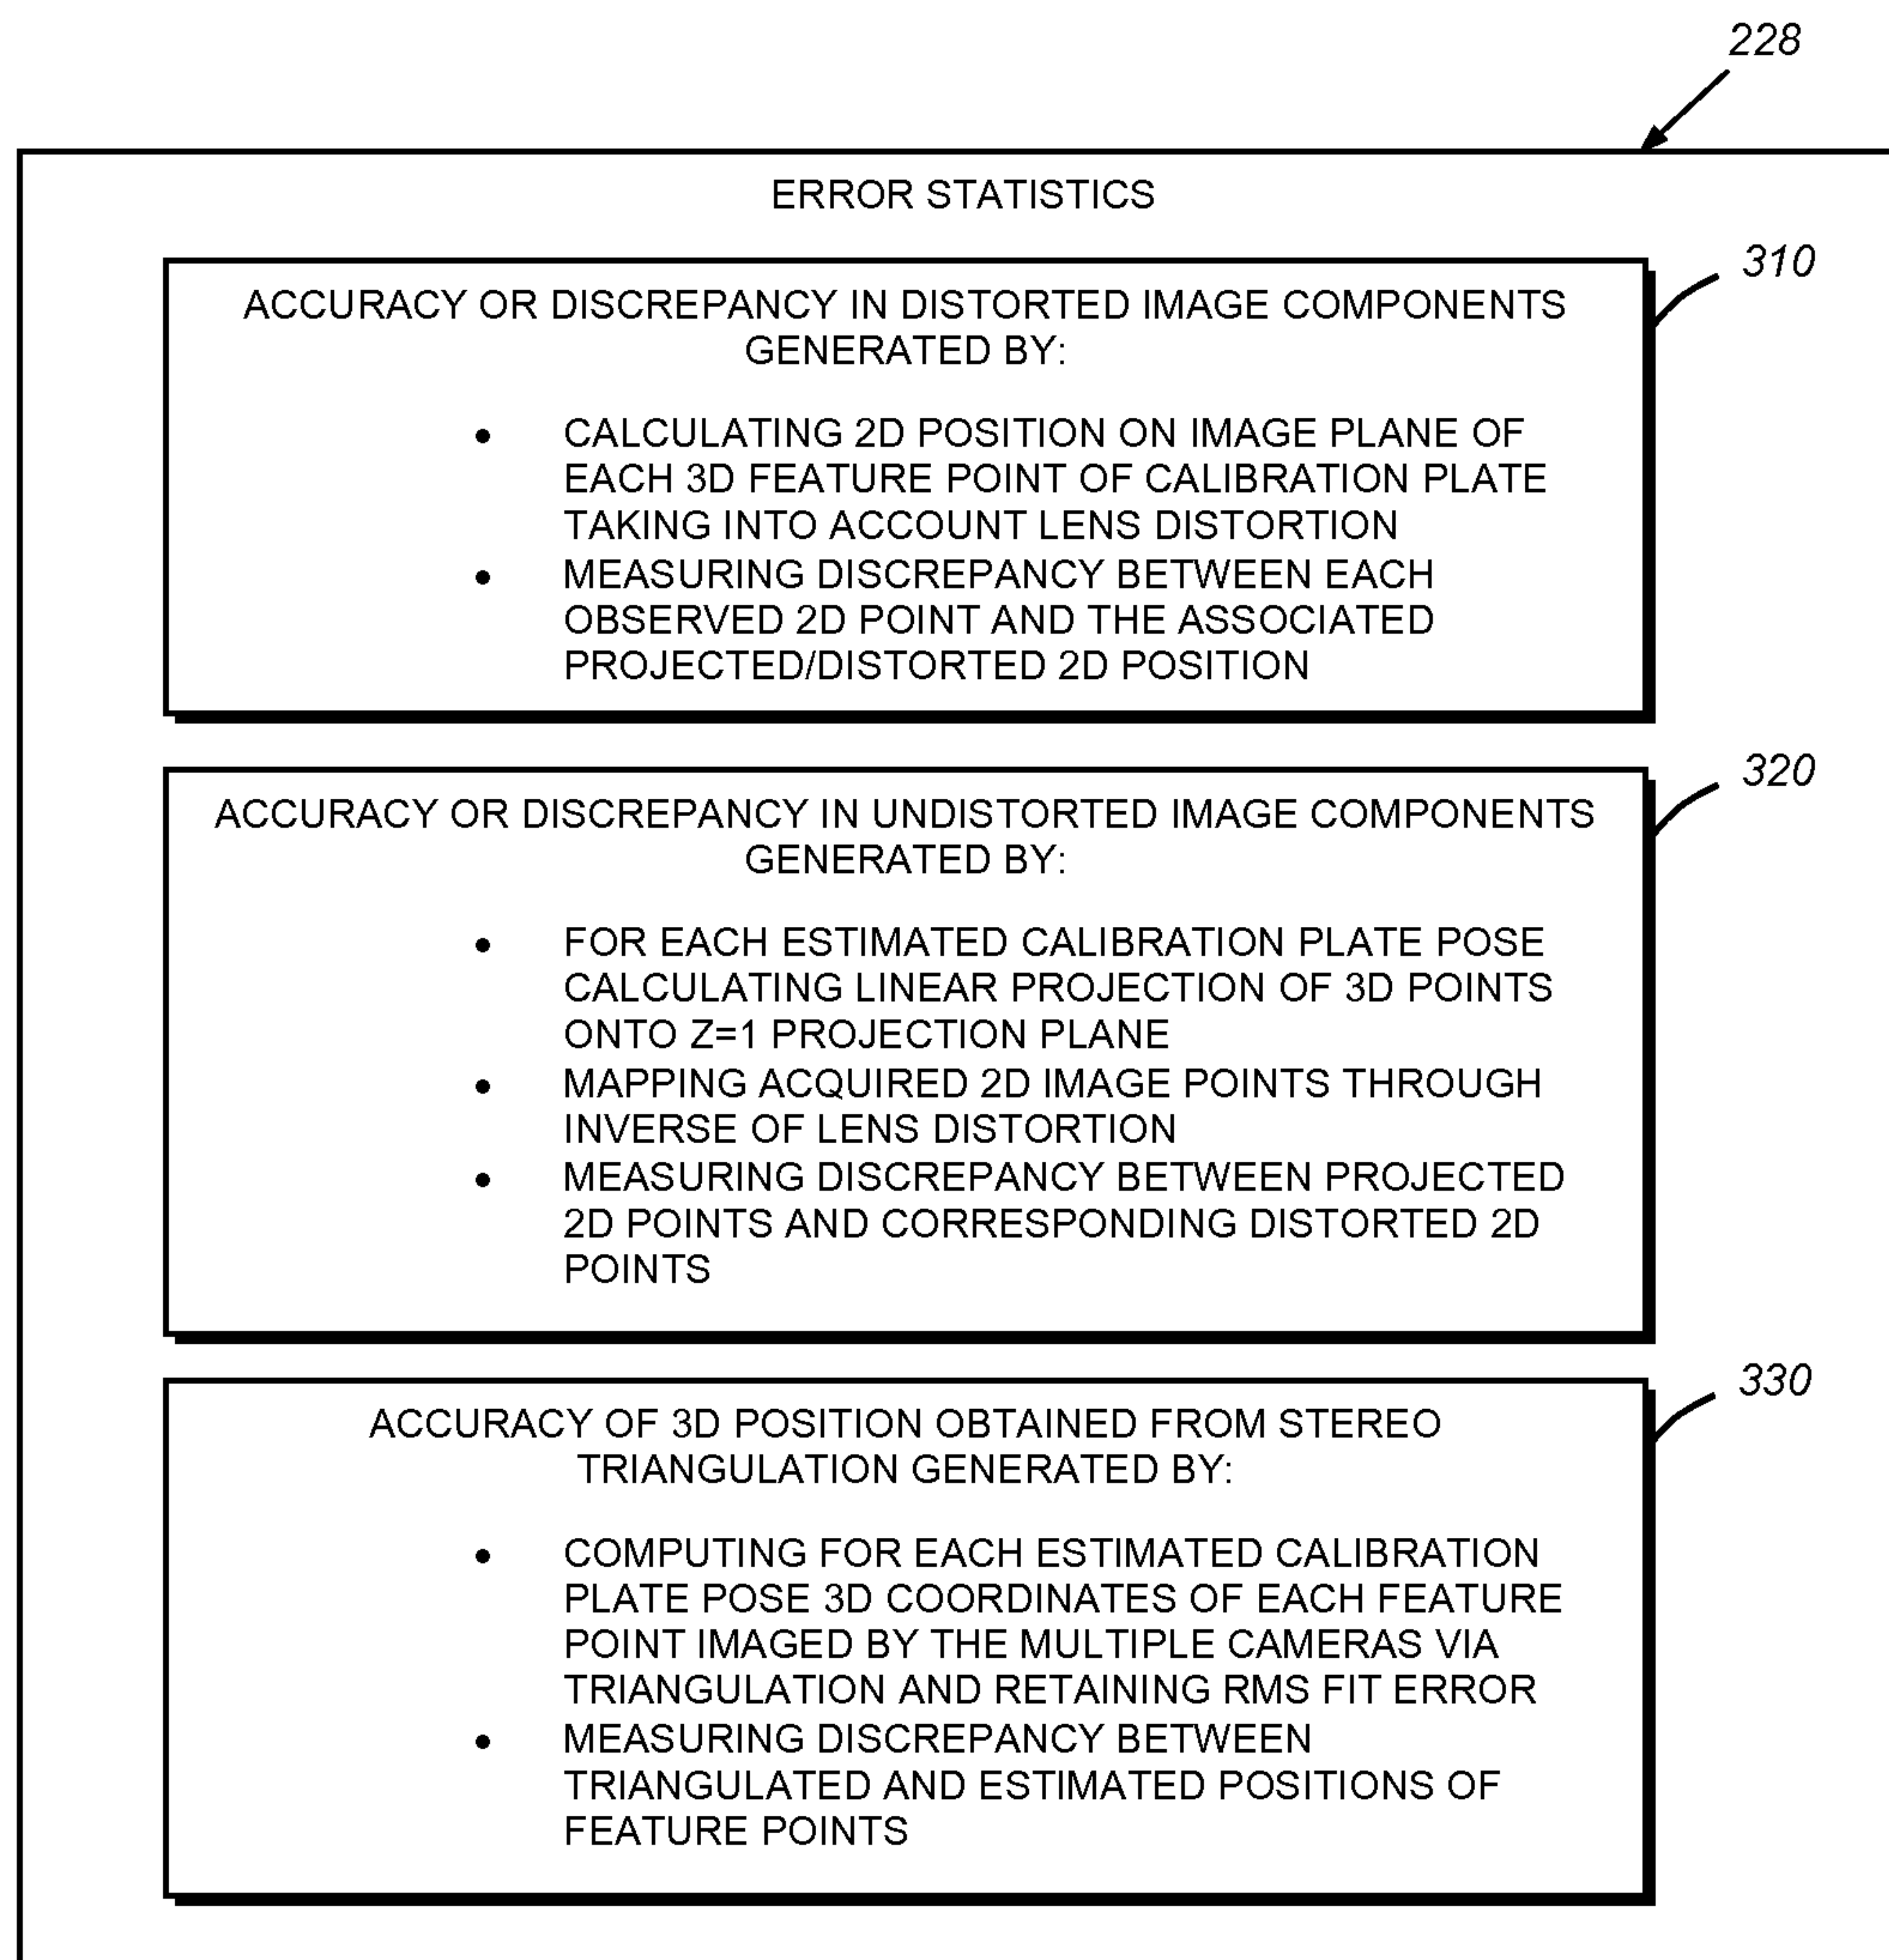 228
ERROR STATISTICS
310
ACCURACY OR DISCREPANCY IN DISTORTED IMAGE COMPONENTS
GENERATED BY:
• CALCULATING 2D POSITION ON IMAGE PLANE OF
EACH 3D FEATURE POINT OF CALIBRATION PLATE
TAKING INTO ACCOUNT LENS DISTORTION
• MEASURING DISCREPANCY BETWEEN EACH
OBSERVED 2D POINT AND THE ASSOCIATED
PROJECTED/DISTORTED 2D POSITION
320
ACCURACY OR DISCREPANCY IN UNDISTORTED IMAGE COMPONENTS
GENERATED BY:
• FOR EACH ESTIMATED CALIBRATION PLATE POSE
CALCULATING LINEAR PROJECTION OF 3D POINTS
ONTO Z=1 PROJECTION PLANE
• MAPPING ACQUIRED 2D IMAGE POINTS THROUGH
INVERSE OF LENS DISTORTION
• MEASURING DISCREPANCY BETWEEN PROJECTED
2D POINTS AND CORRESPONDING DISTORTED 2D
POINTS
330
ACCURACY OF 3D POSITION OBTAINED FROM STEREO
TRIANGULATION GENERATED BY:
• COMPUTING FOR EACH ESTIMATED CALIBRATION
PLATE POSE 3D COORDINATES OF EACH FEATURE
POINT IMAGED BY THE MULTIPLE CAMERAS VIA
TRIANGULATION AND RETAINING RMS FIT ERROR
• MEASURING DISCREPANCY BETWEEN
TRIANGULATED AND ESTIMATED POSITIONS OF
FEATURE POINTS